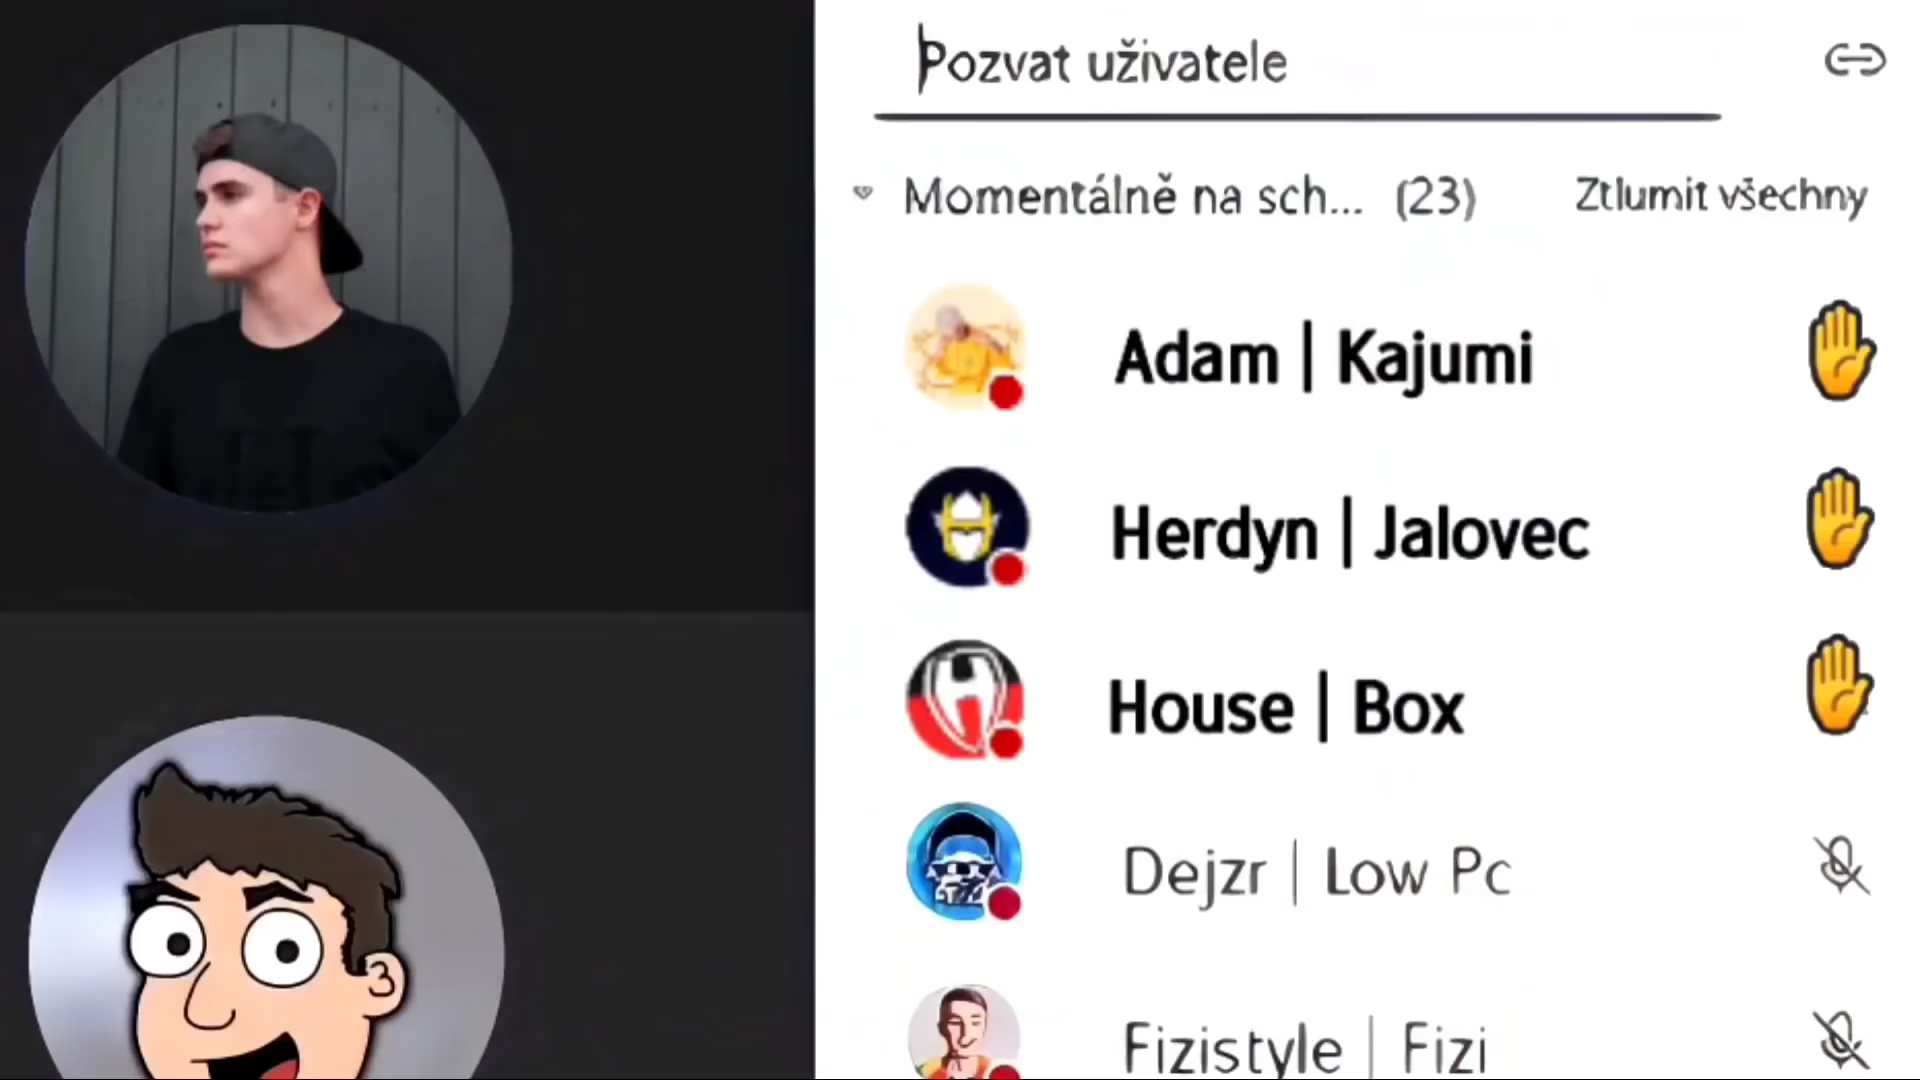 Pozvat uživatele
Momentálně na sch... (23) Ztlumit všechny
Adam | Kajumi
Herdyn | Jalovec
House | Box
Dejzr | Low Pc
Fizistyle | Fizi